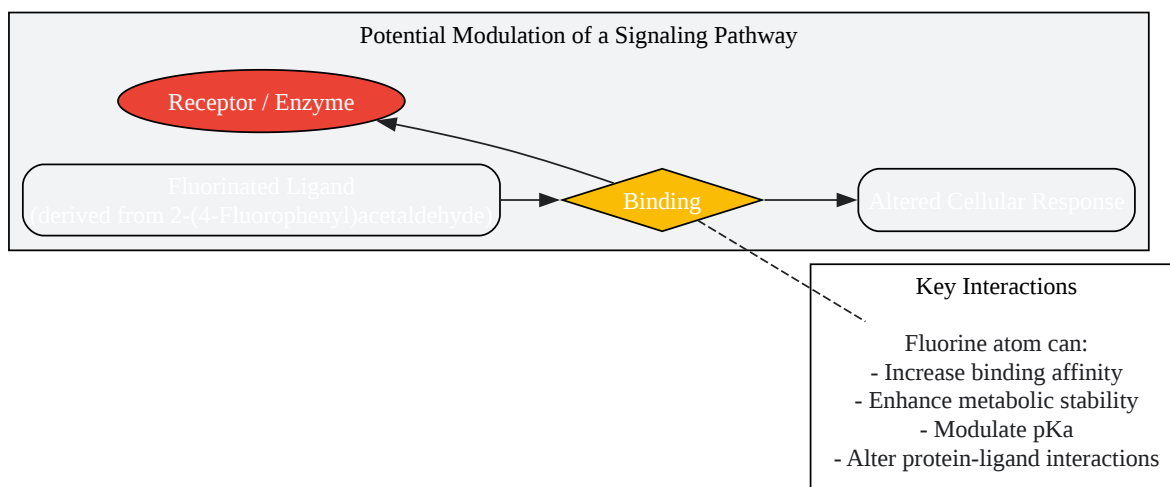 Potential Modulation of a Signaling Pathway
Receptor / Enzyme
Fluorinated Ligand
(derived from 2-(4-Fluorophenyl)acetaldehyde)
Binding
Altered Cellular Response
Key Interactions
Fluorine atom can:
- Increase binding affinity
- Enhance metabolic stability
- Modulate pKa
- Alter protein-ligand interactions